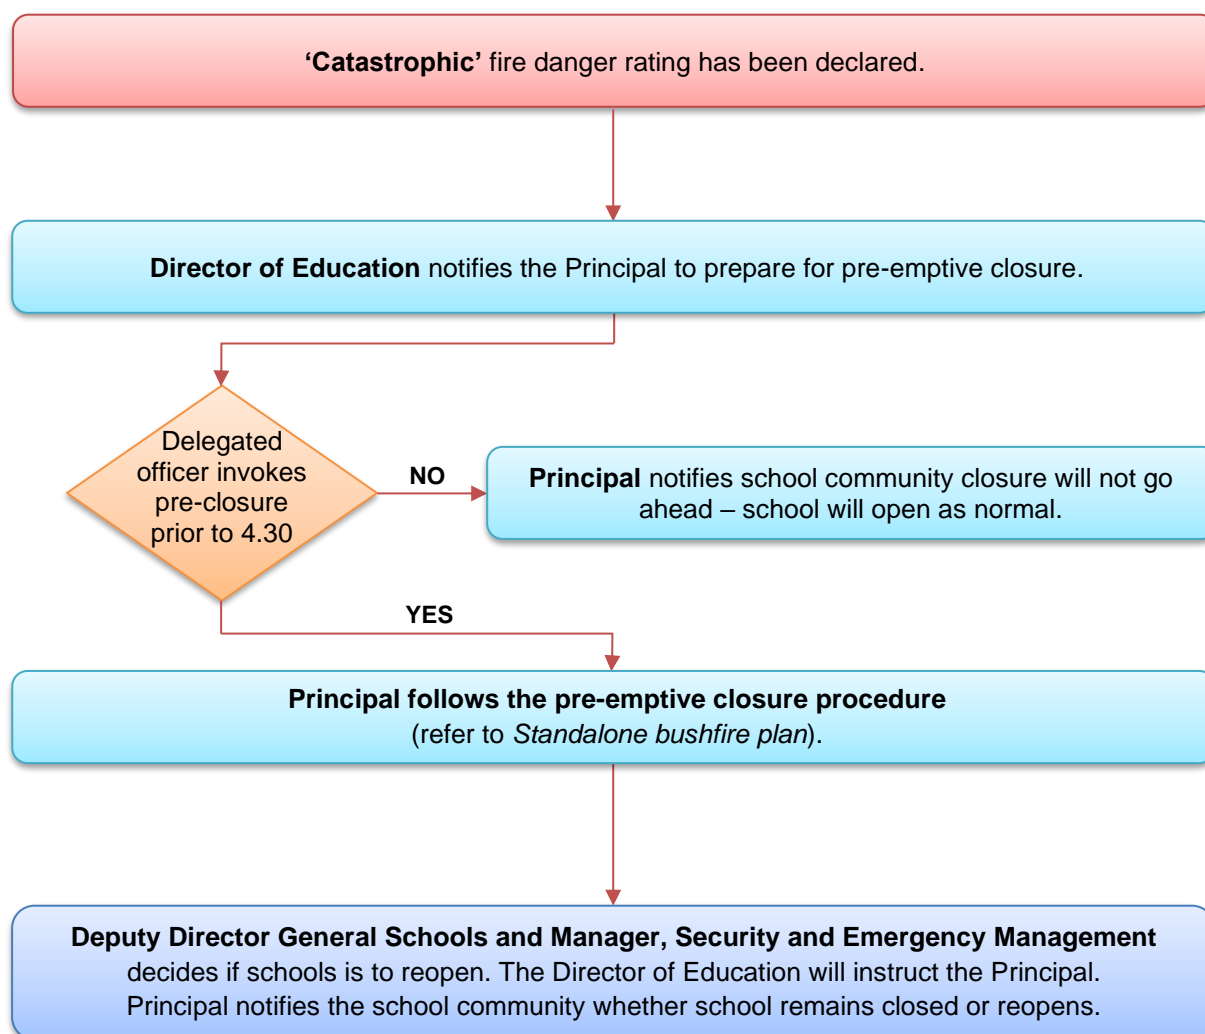 ‘Catastrophic’ fire danger rating has been declared.
Director of Education notifies the Principal to prepare for pre-emptive closure.
Delegated
officer invokes
pre-closure
prior to 4.30
NO
Principal notifies school community closure will not go
ahead – school will open as normal.
YES
Principal follows the pre-emptive closure procedure
(refer to Standalone bushfire plan).
Deputy Director General Schools and Manager, Security and Emergency Management
decides if schools is to reopen. The Director of Education will instruct the Principal.
Principal notifies the school community whether school remains closed or reopens.